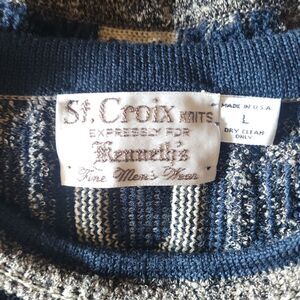 St. Croix KNITS
EXPRESSLY FOR
Kenneth's
Fine Men's Wear
MADE IN U.S.A.
L
DRY CLEAN
ONLY